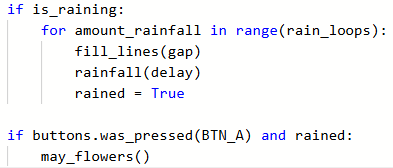 if is_raining:
    for amount_rainfall in range(rain_loops):
        fill_lines(gap)
        rainfall(delay)
        rained = True

if buttons.was_pressed(BTN_A) and rained:
    may_flowers()